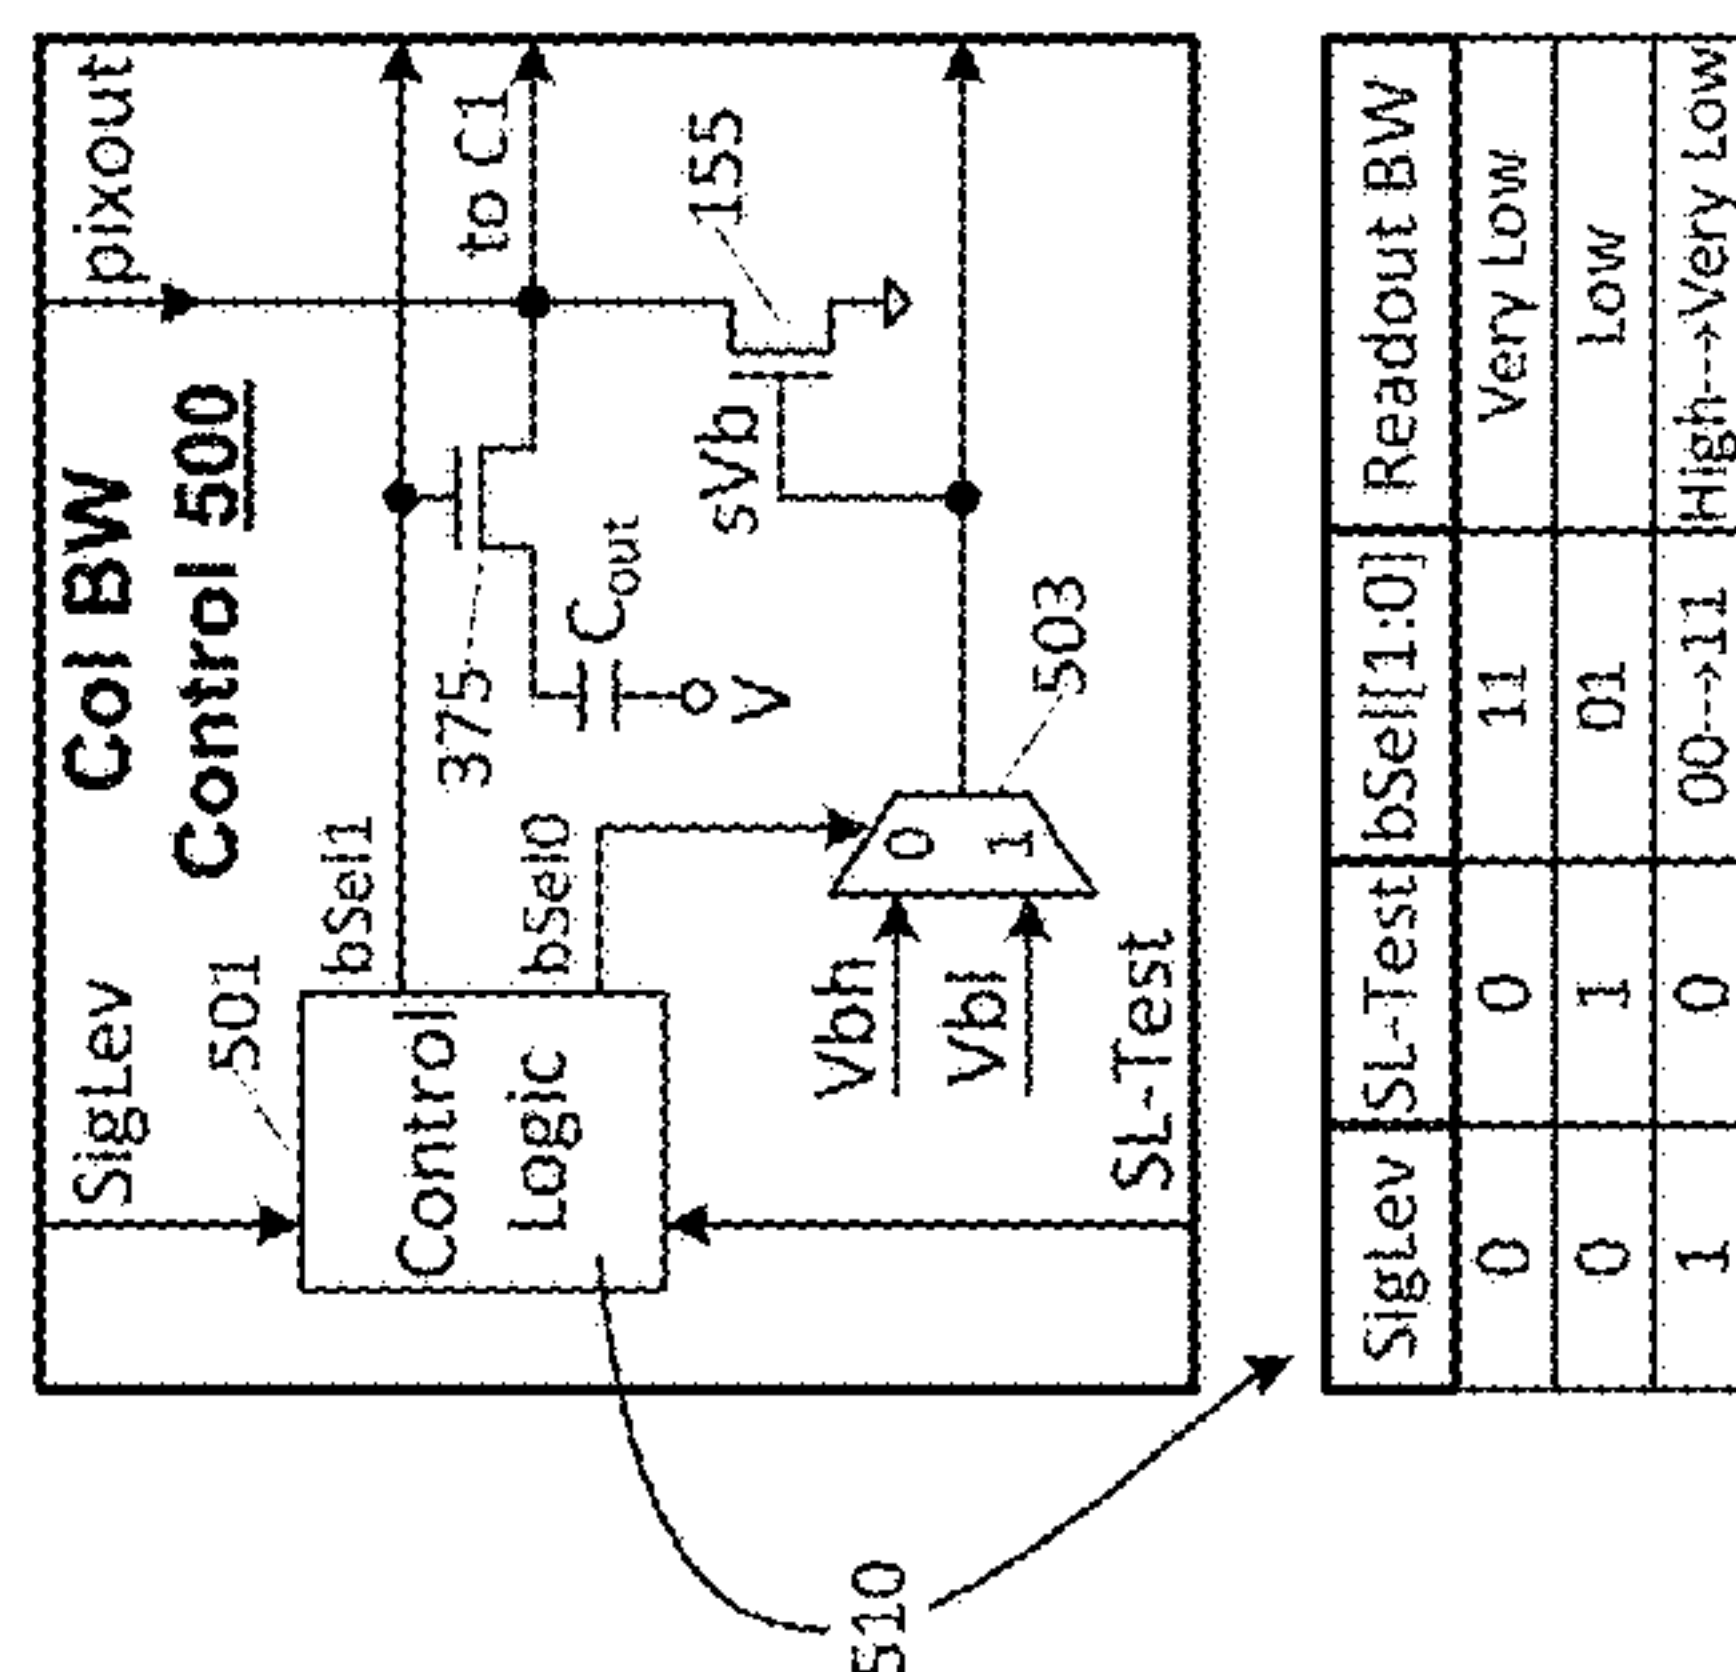 Col BW
Control 500
SigLev
pixout
501
Control
Logic
bSel1
bSel0
375
Cout
V
to C1
155
sVb
503
Vbh
Vbl
0
1
SL-Test
510
SigLev SL-Test bSel[1:0] Readout BW
0 0 11 Very Low
0 1 01 Low
1 0 00--->11 High--->Very Low